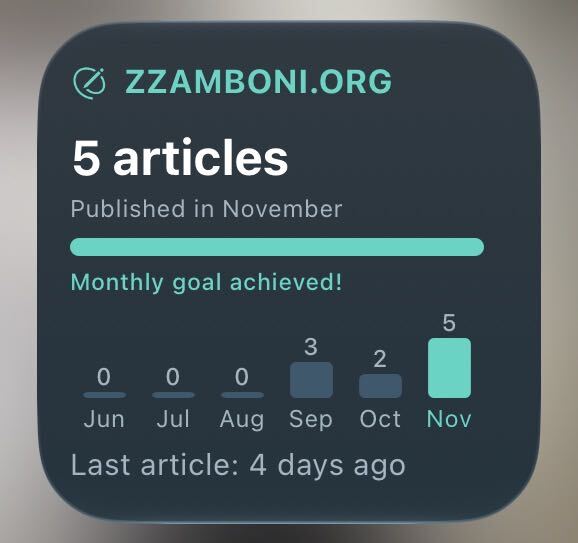 ZZAMBONI.ORG
5 articles
Published in November
Monthly goal achieved!
5
3
2
0 0 0
Jun Jul Aug Sep Oct Nov
Last article: 4 days ago